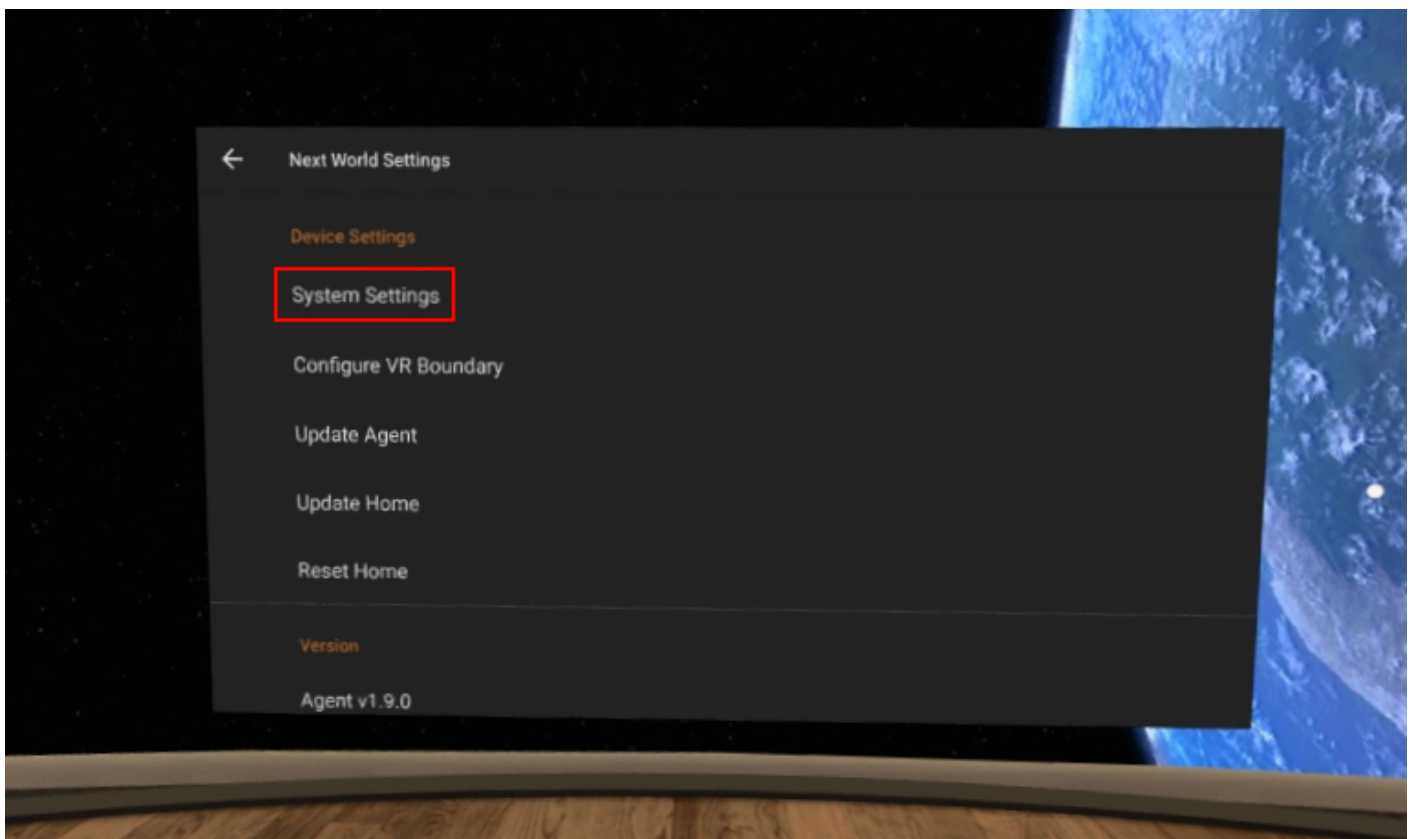 Next World Settings
Device Settings
System Settings
Configure VR Boundary
Update Agent
Update Home
Reset Home
Version
Agent v1.9.0